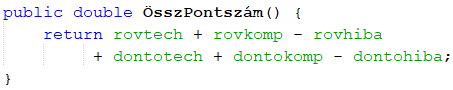 public double ÖsszPontszám() {
return rovtech + rovkomp - rovhiba
+ dontotech + dontokomp - dontohiba;
}